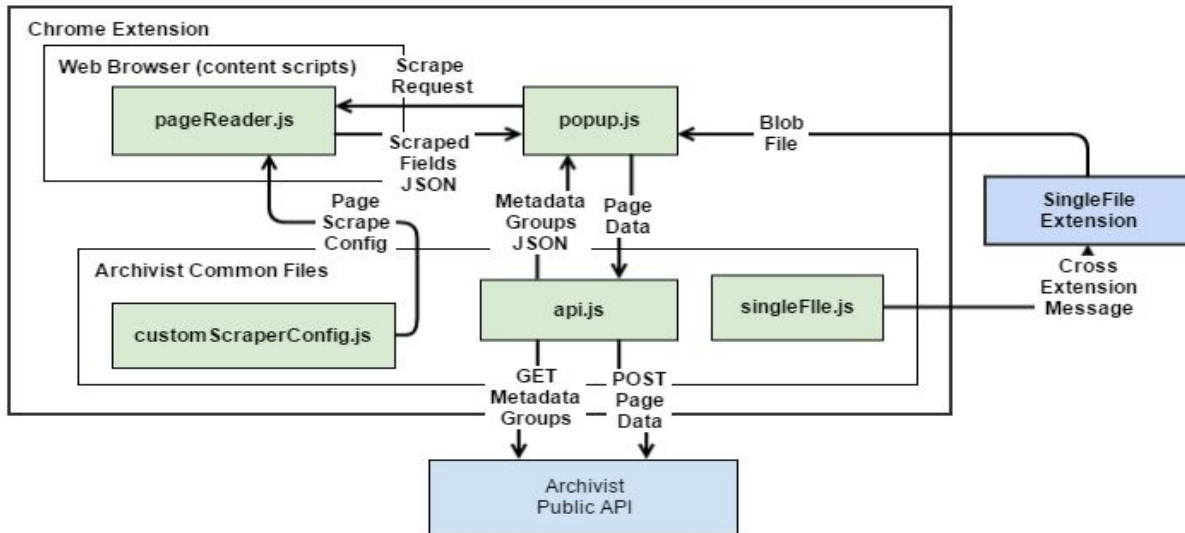 Chrome Extension
Web Browser (content scripts)
pageReader.js
Scrape
Request
popup.js
Blob
File
Scraped
Fields
JSON
SingleFile
Extension
Page
Scrape
Config
Metadata
Groups
JSON
Page
Data
Archivist Common Files
customScraperConfig.js
api.js
singleFIle.js
Cross
Extension
Message
GET
Metadata
Groups
POST
Page
Data
Archivist
Public API